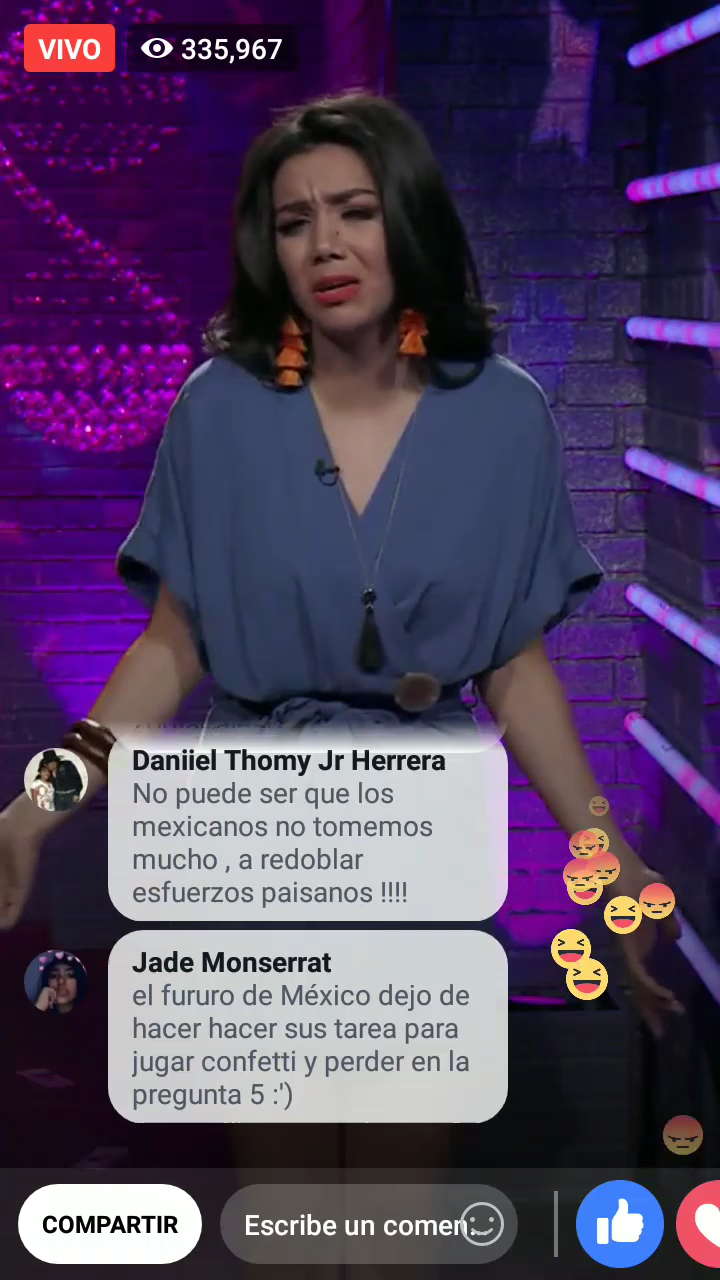 VIVO 335,967
Daniiel Thomy Jr Herrera
No puede ser que los
mexicanos no tomemos
mucho , a redoblar
esfuerzos paisanos !!!!
Jade Monserrat
el fururo de México dejo de
hacer hacer sus tarea para
jugar confetti y perder en la
pregunta 5 :')
COMPARTIR
Escribe un comen.